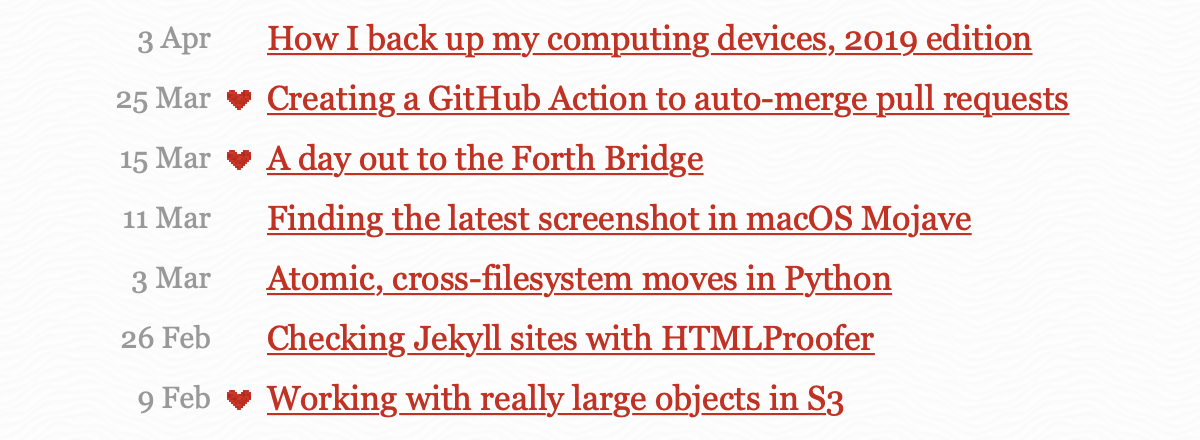 3 Apr How I back up my computing devices, 2019 edition
25 Mar Creating a GitHub Action to auto-merge pull requests
15 Mar A day out to the Forth Bridge
11 Mar Finding the latest screenshot in macOS Mojave
3 Mar Atomic, cross-filesystem moves in Python
26 Feb Checking Jekyll sites with HTMLProofer
9 Feb Working with really large objects in S3